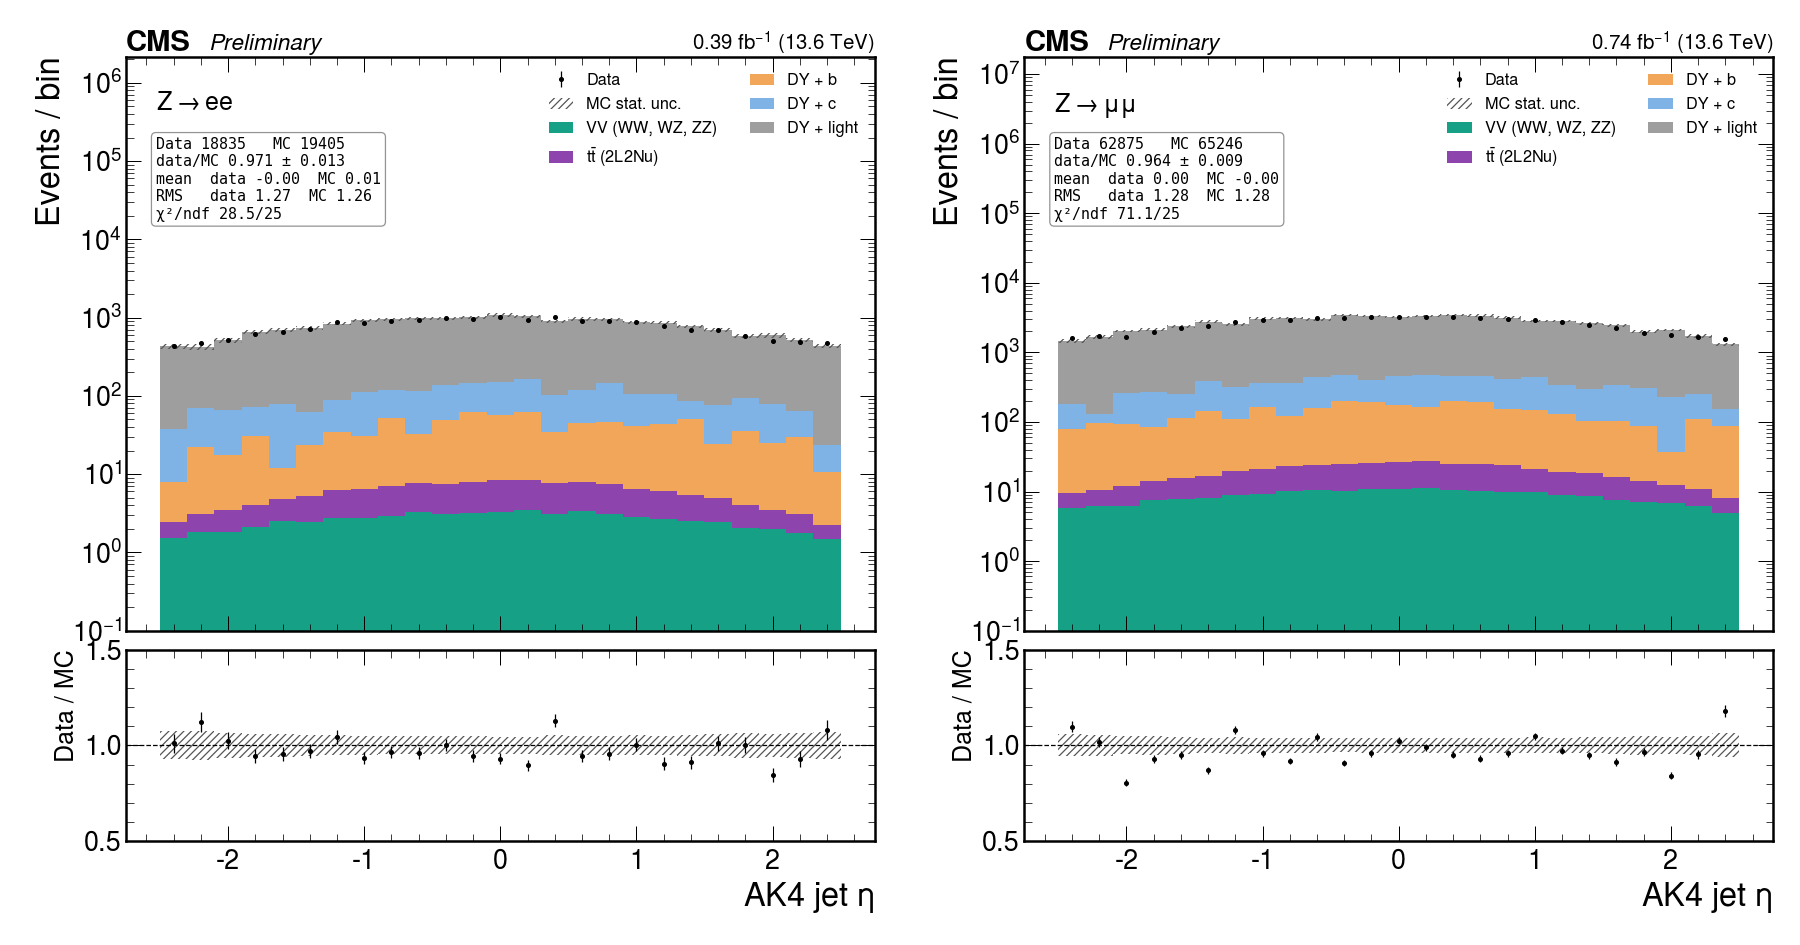 CMS Preliminary 0.39 fb⁻¹ (13.6 TeV)
Events / bin
10⁶
10⁵
10⁴
10³
10²
10¹
10⁰
10⁻¹
Z→ee
Data 18835 MC 19405
data/MC 0.971 ± 0.013
mean data -0.00 MC 0.01
RMS data 1.27 MC 1.26
χ²/ndf 28.5/25
Data
MC stat. unc.
VV (WW, WZ, ZZ)
tt̄ (2L2Nu)
DY + b
DY + c
DY + light
Data / MC
1.5
1.0
0.5
-2 -1 0 1 2
AK4 jet η
CMS Preliminary 0.74 fb⁻¹ (13.6 TeV)
Events / bin
10⁷
10⁶
10⁵
10⁴
10³
10²
10¹
10⁰
10⁻¹
Z→μμ
Data 62875 MC 65246
data/MC 0.964 ± 0.009
mean data 0.00 MC -0.00
RMS data 1.28 MC 1.28
χ²/ndf 71.1/25
Data
MC stat. unc.
VV (WW, WZ, ZZ)
tt̄ (2L2Nu)
DY + b
DY + c
DY + light
Data / MC
1.5
1.0
0.5
-2 -1 0 1 2
AK4 jet η